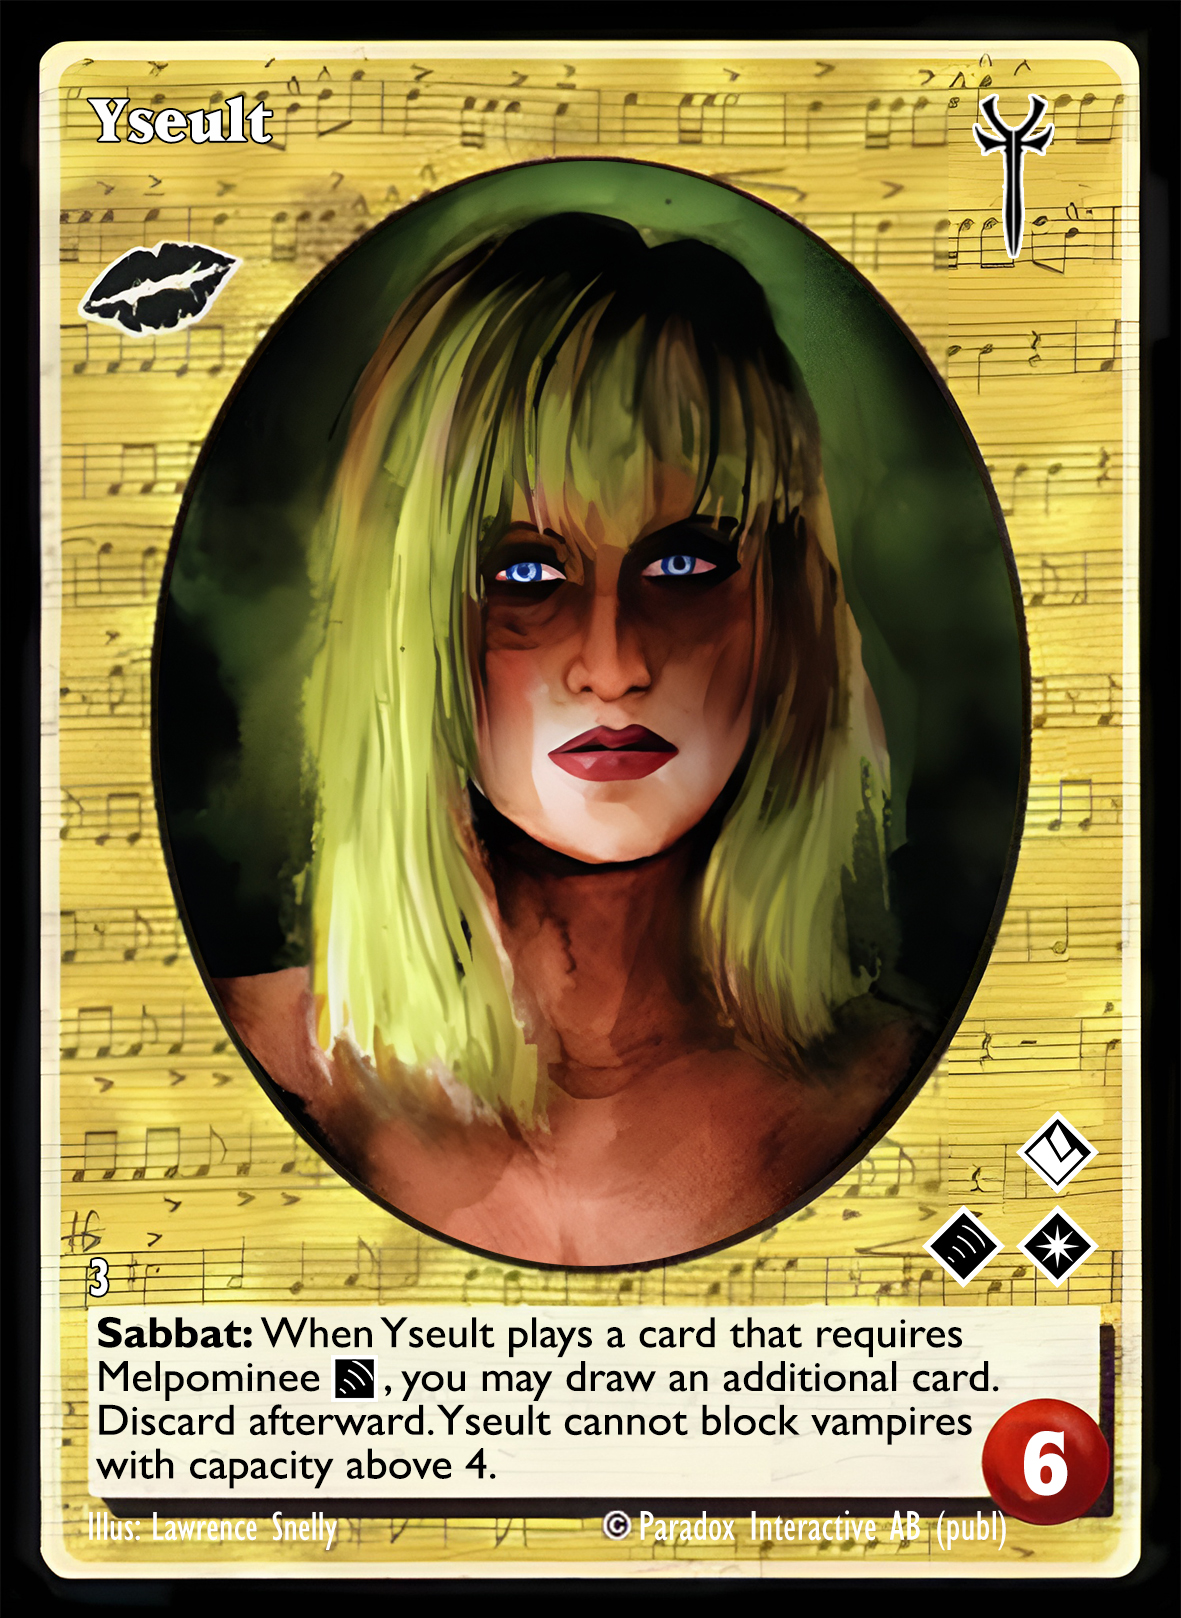 Yseult
3
Sabbat: When Yseult plays a card that requires
Melpominee , you may draw an additional card.
Discard afterward. Yseult cannot block vampires
with capacity above 4.
6
Illus: Lawrence Snelly
© Paradox Interactive AB (publ)